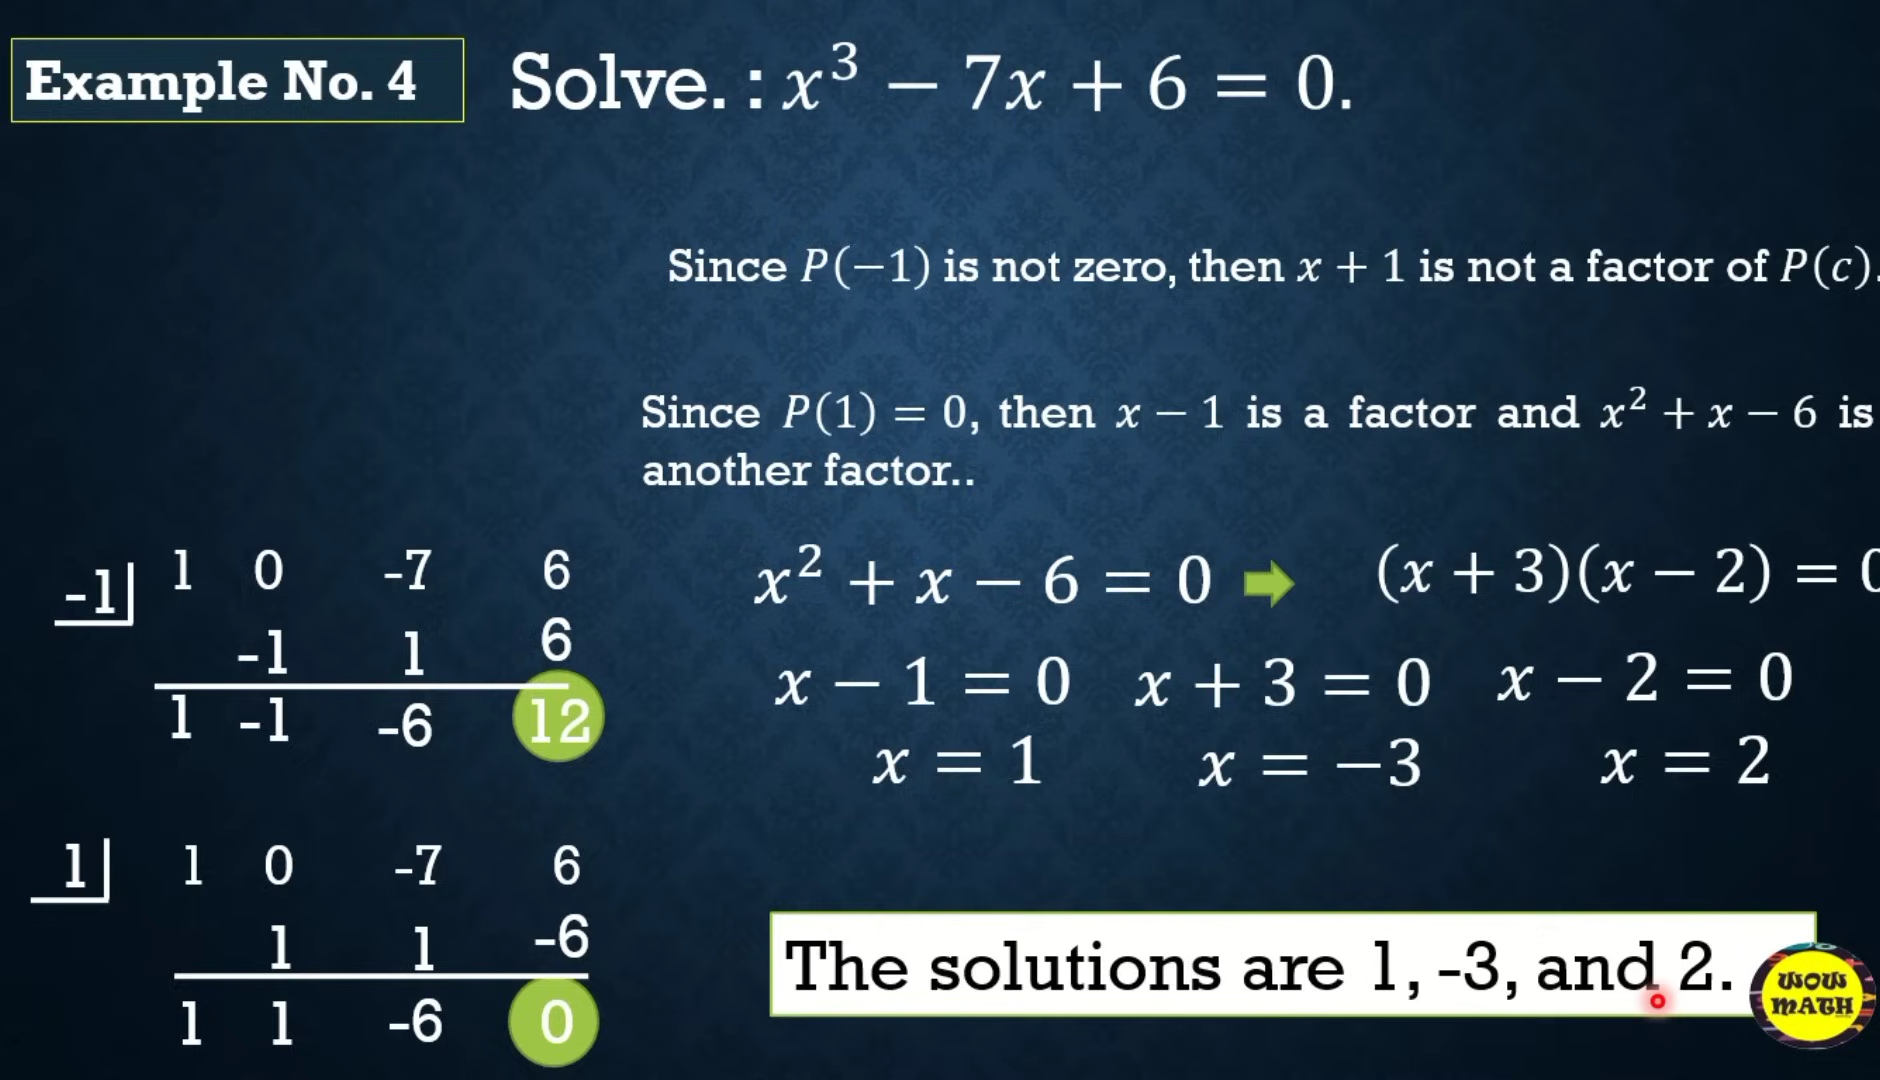 Example No. 4
Solve. : x³ − 7x + 6 = 0.
Since P(−1) is not zero, then x + 1 is not a factor of P(c).
Since P(1) = 0, then x − 1 is a factor and x² + x − 6 is
another factor..
-1| 1 0 -7 6
-1 1 6
1 -1 -6 12
x² + x − 6 = 0 (x + 3)(x − 2) = 0
x − 1 = 0 x + 3 = 0 x − 2 = 0
x = 1 x = −3 x = 2
1| 1 0 -7 6
1 1 -6
1 1 -6 0
The solutions are 1, -3, and 2.
WOW
MATH